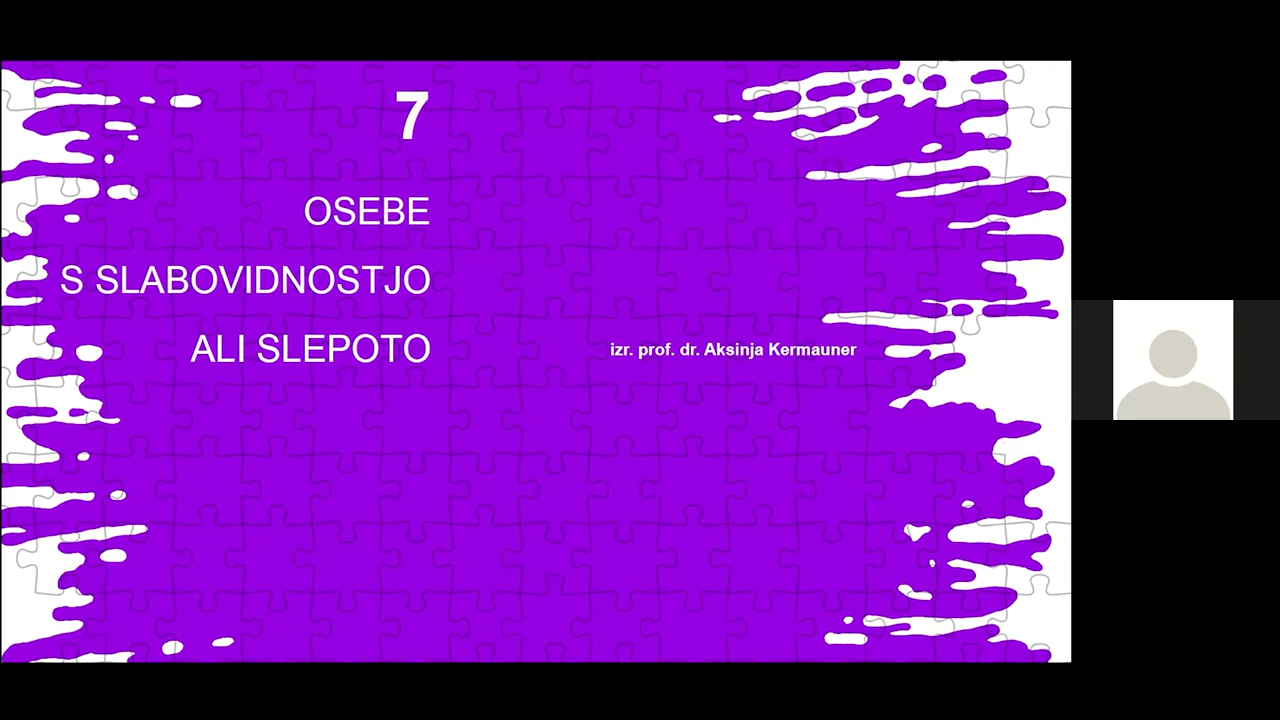 7
OSEBE
S SLABOVIDNOSTJO
ALI SLEPOTO
izr. prof. dr. Aksinja Kermauner